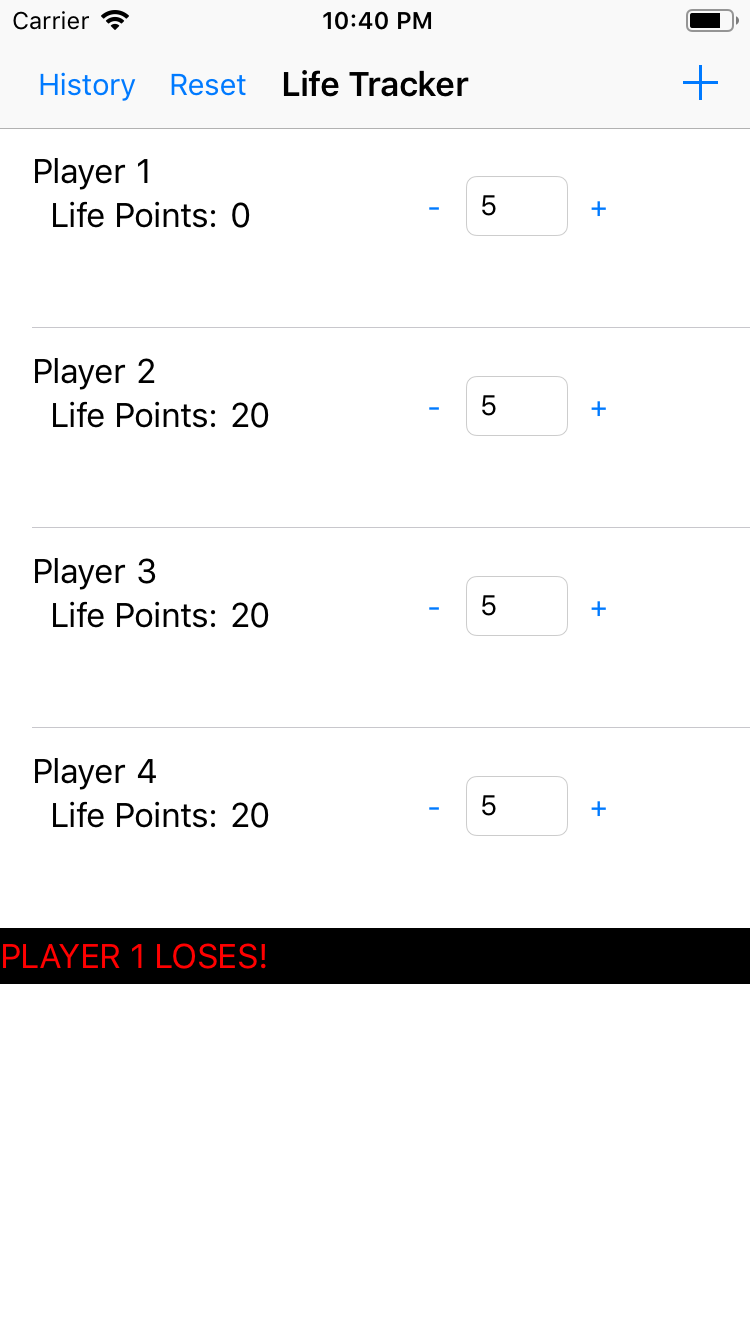 Carrier 10:40 PM
History Reset Life Tracker +
Player 1
Life Points: 0 - 5 +
Player 2
Life Points: 20 - 5 +
Player 3
Life Points: 20 - 5 +
Player 4
Life Points: 20 - 5 +
PLAYER 1 LOSES!